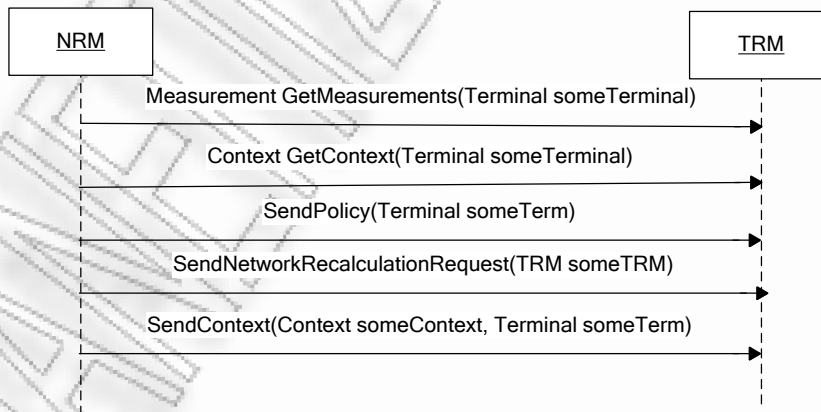 NRM
TRM
Measurement GetMeasurements(Terminal someTerminal)
Context GetContext(Terminal someTerminal)
SendPolicy(Terminal someTerm)
SendNetworkRecalculationRequest(TRM someTRM)
SendContext(Context someContext, Terminal someTerm)